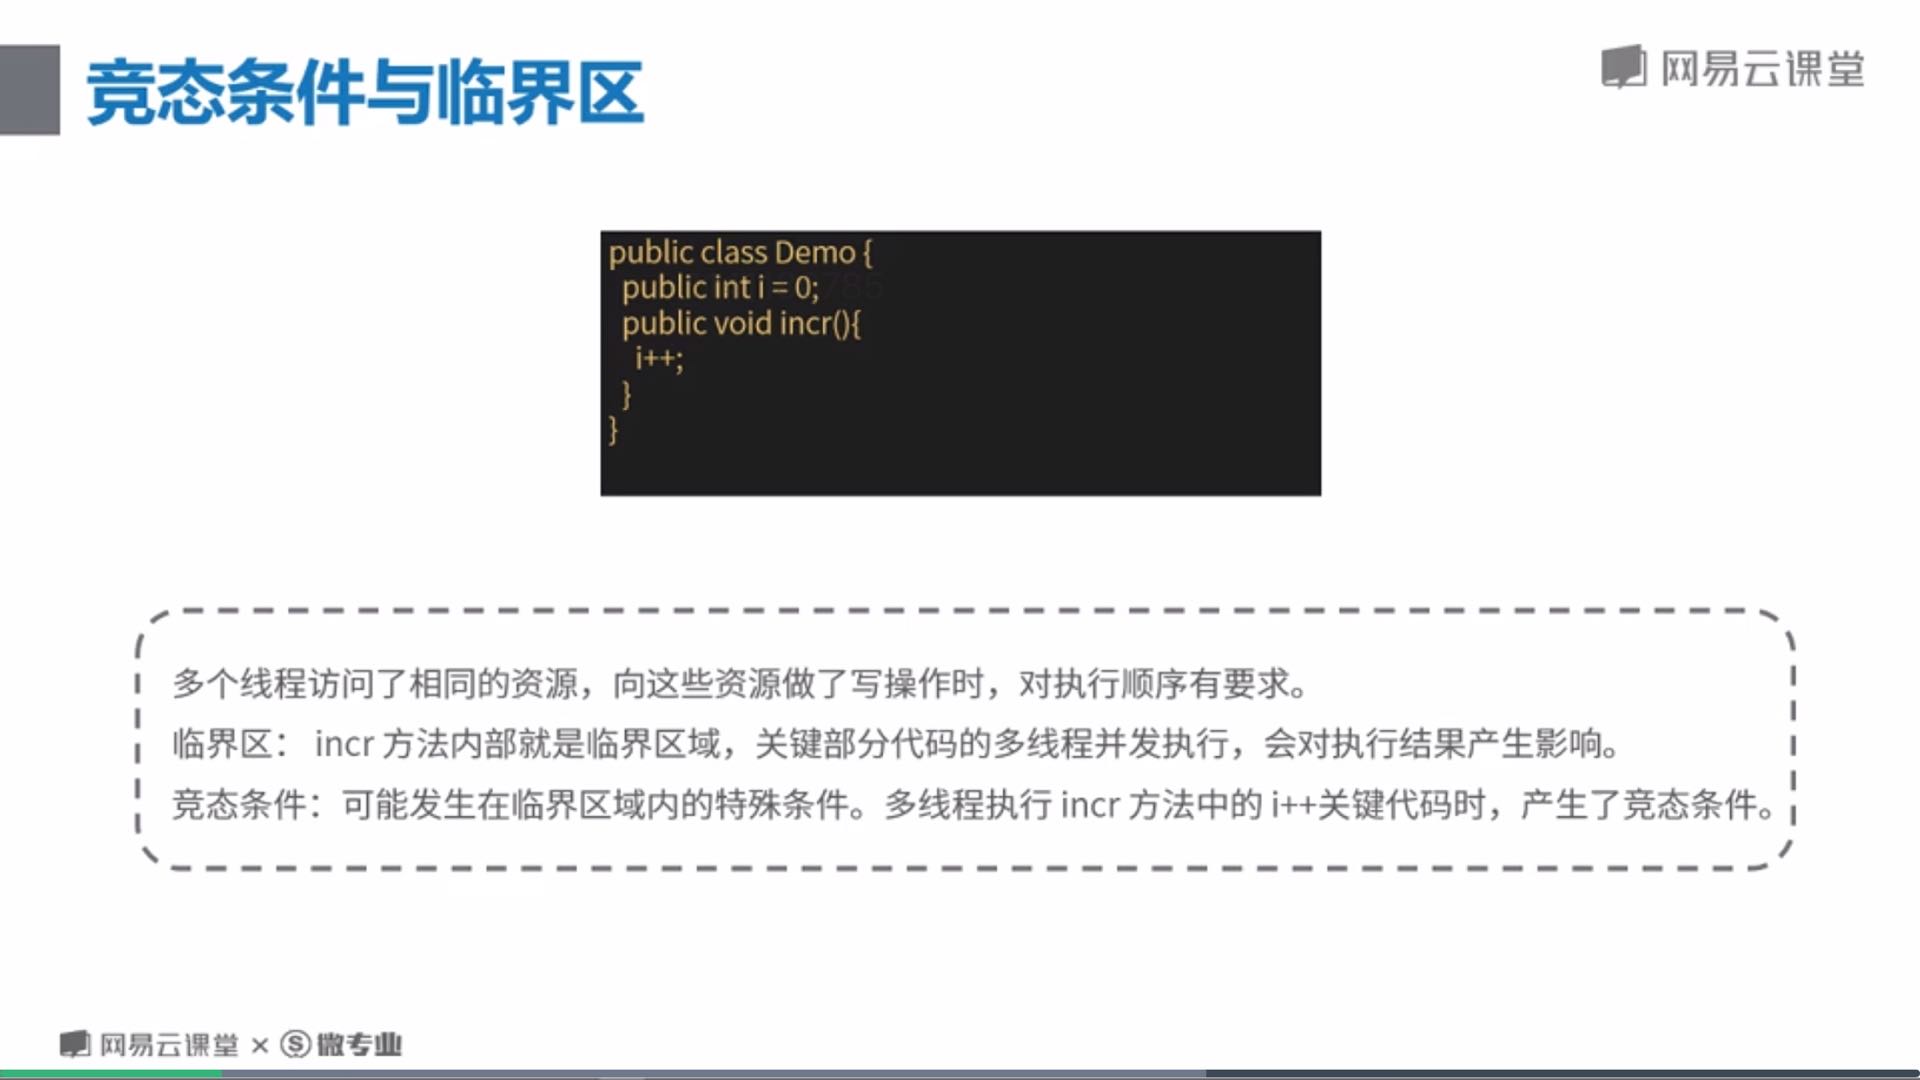 竞态条件与临界区
网易云课堂
public class Demo {
public int i = 0;
public void incr(){
i++;
}
}
多个线程访问了相同的资源，向这些资源做了写操作时，对执行顺序有要求。
临界区： incr 方法内部就是临界区域，关键部分代码的多线程并发执行，会对执行结果产生影响。
竞态条件：可能发生在临界区域内的特殊条件。多线程执行 incr 方法中的 i++关键代码时，产生了竞态条件。
网易云课堂 × 微专业